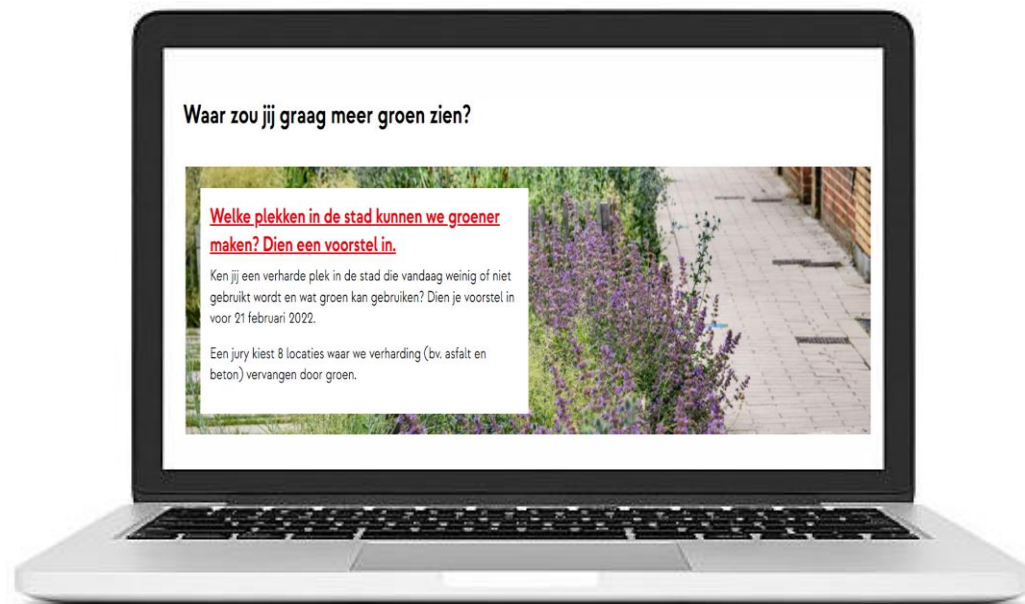 Waar zou jij graag meer groen zien?
Welke plekken in de stad kunnen we groener
maken? Dien een voorstel in.
Ken jij een verharde plek in de stad die vandaag weinig of niet
gebruikt wordt en wat groen kan gebruiken? Dien je voorstel in
voor 21 februari 2022.
Een jury kiest 8 locaties waar we verharding (bv. asfalt en
beton) vervangen door groen.